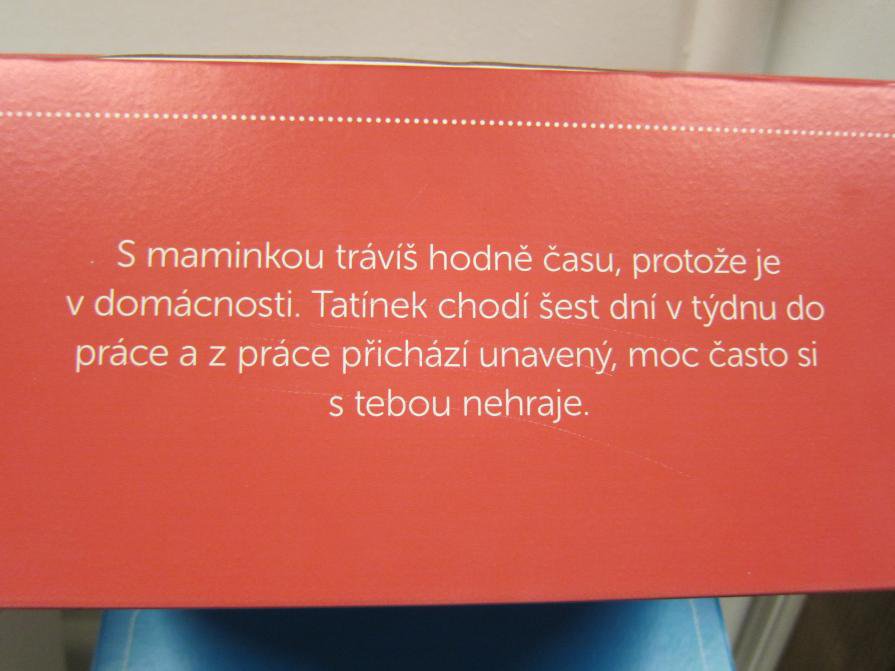 S maminkou trávíš hodně času, protože je
v domácnosti. Tatínek chodí šest dní v týdnu do
práce a z práce přichází unavený, moc často si
s tebou nehraje.